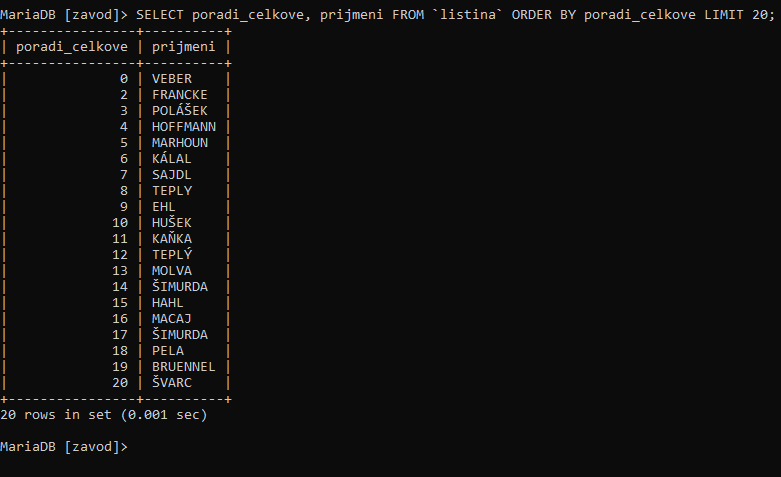 MariaDB [zavod]> SELECT poradi_celkove, prijmeni FROM `listina` ORDER BY poradi_celkove LIMIT 20;
+----------------+----------+
| poradi_celkove | prijmeni |
+----------------+----------+
|              0 | VEBER    |
|              2 | FRANCKE  |
|              3 | POLÁŠEK  |
|              4 | HOFFMANN |
|              5 | MARHOUN  |
|              6 | KÁLAL    |
|              7 | SAJDL    |
|              8 | TEPLY    |
|              9 | EHL      |
|             10 | HUŠEK    |
|             11 | KAŇKA    |
|             12 | TEPLÝ    |
|             13 | MOLVA    |
|             14 | ŠIMURDA  |
|             15 | HAHL     |
|             16 | MACAJ    |
|             17 | ŠIMURDA  |
|             18 | PELA     |
|             19 | BRUENNEL |
|             20 | ŠVARC    |
+----------------+----------+
20 rows in set (0.001 sec)
MariaDB [zavod]>